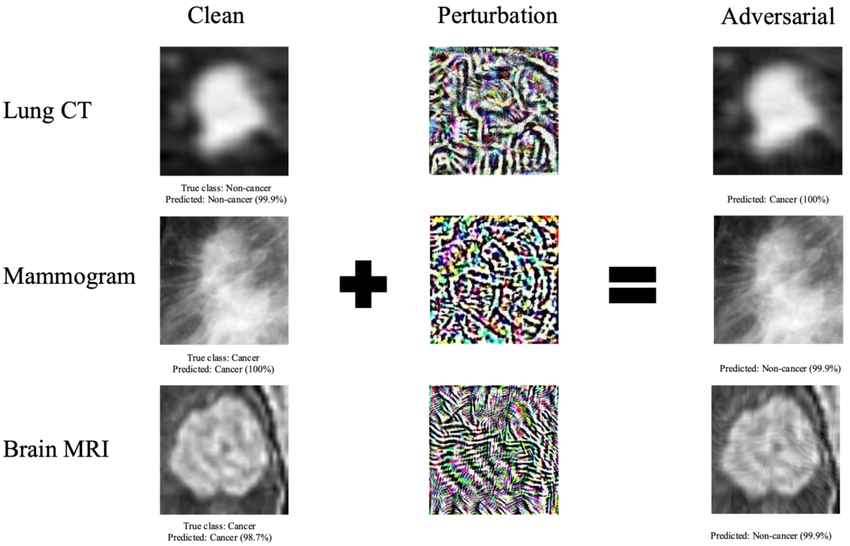 Clean Perturbation Adversarial
Lung CT
True class: Non-cancer
Predicted: Non-cancer (99.9%)
Predicted: Cancer (100%)
Mammogram
True class: Cancer
Predicted: Cancer (100%)
Predicted: Non-cancer (99.9%)
Brain MRI
True class: Cancer
Predicted: Cancer (98.7%)
Predicted: Non-cancer (99.9%)